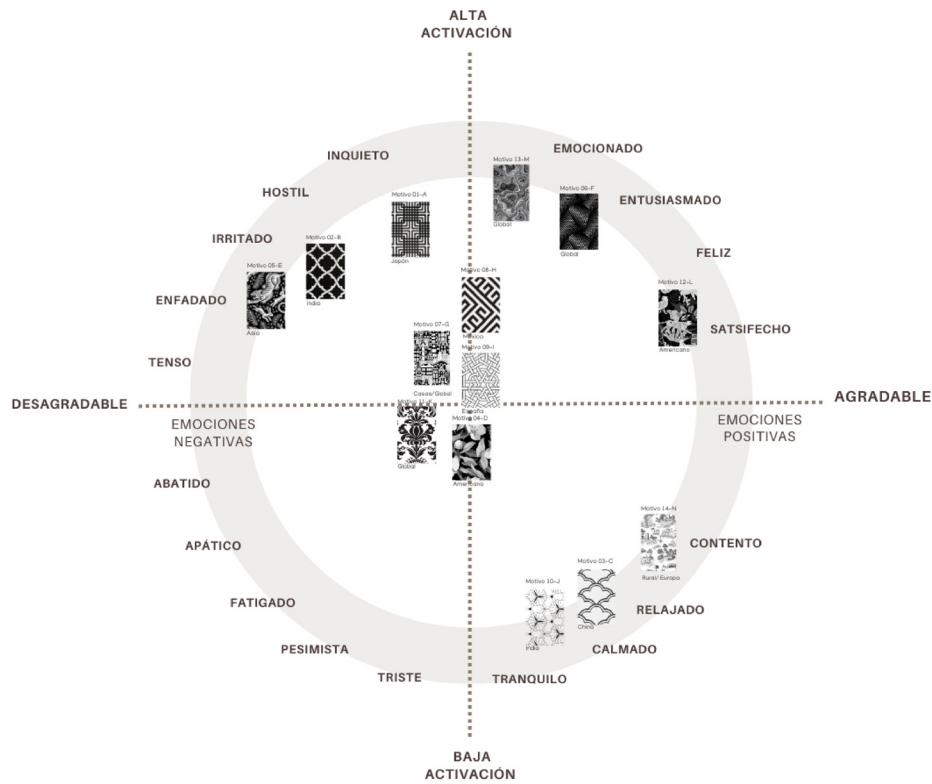 ALTA
ACTIVACIÓN
INQUIETO
EMOCIONADO
Motivo 13-M
Global
HOSTIL
Motivo 01-A
Japón
Motivo 06-F
Global
ENTUSIASMADO
IRRITADO
Motivo 02-B
India
FELIZ
Motivo 05-E
Asia
ENFADADO
Motivo 08-H
México
Motivo 12-L
Americano
SATSIFECHO
Motivo 07-G
Casas/Global
TENSO
Motivo 09-I
España
DESAGRADABLE
AGRADABLE
EMOCIONES
NEGATIVAS
Motivo 11-K
Global
Motivo 04-D
Americano
EMOCIONES
POSITIVAS
ABATIDO
APÁTICO
Motivo 14-N
Rural/ Europa
CONTENTO
FATIGADO
Motivo 10-J
India
Motivo 03-C
China
RELAJADO
PESIMISTA
CALMADO
TRISTE
TRANQUILO
BAJA
ACTIVACIÓN